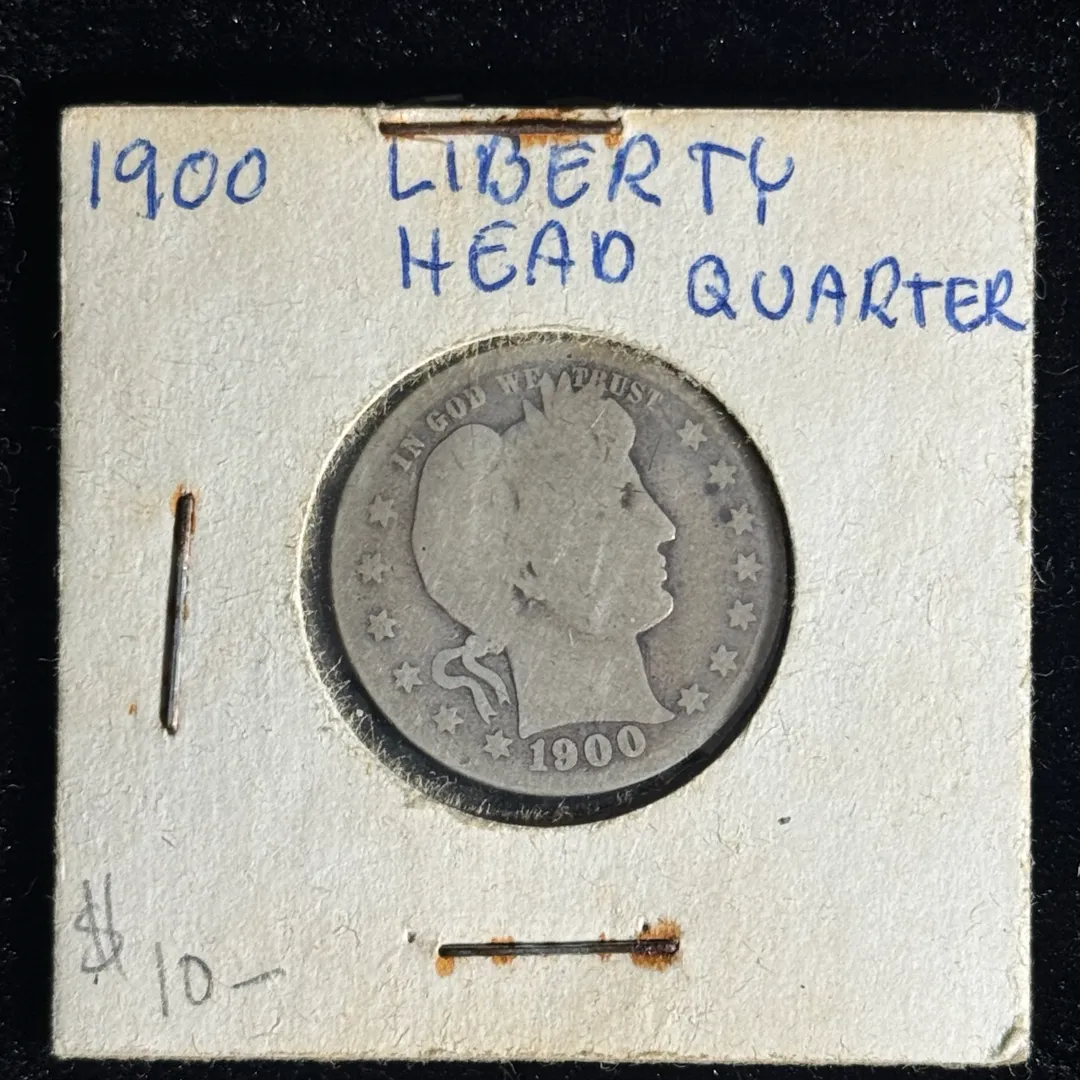 1900 LIBERTY
HEAD QUARTER
IN GOD WE TRUST
1900
$ 10-